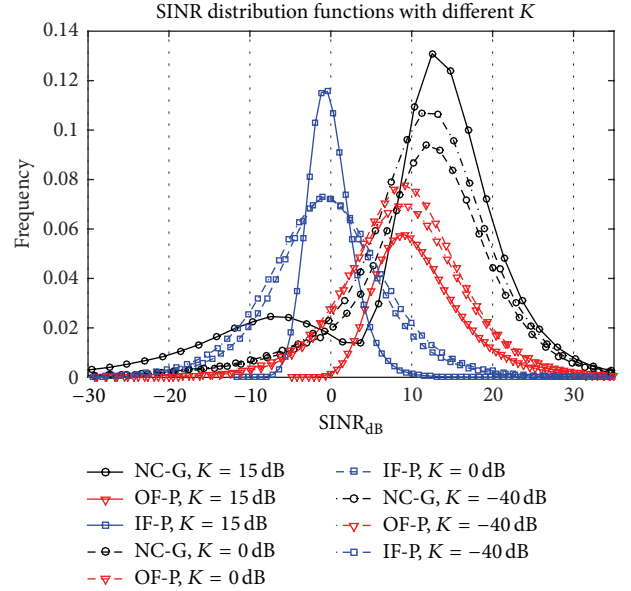 SINR distribution functions with different K
0.14
0.12
0.1
0.08
0.06
0.04
0.02
0
Frequency
−30 −20 −10 0 10 20 30
SINR_dB
NC-G, K = 15 dB
OF-P, K = 15 dB
IF-P, K = 15 dB
NC-G, K = 0 dB
OF-P, K = 0 dB
IF-P, K = 0 dB
NC-G, K = −40 dB
OF-P, K = −40 dB
IF-P, K = −40 dB